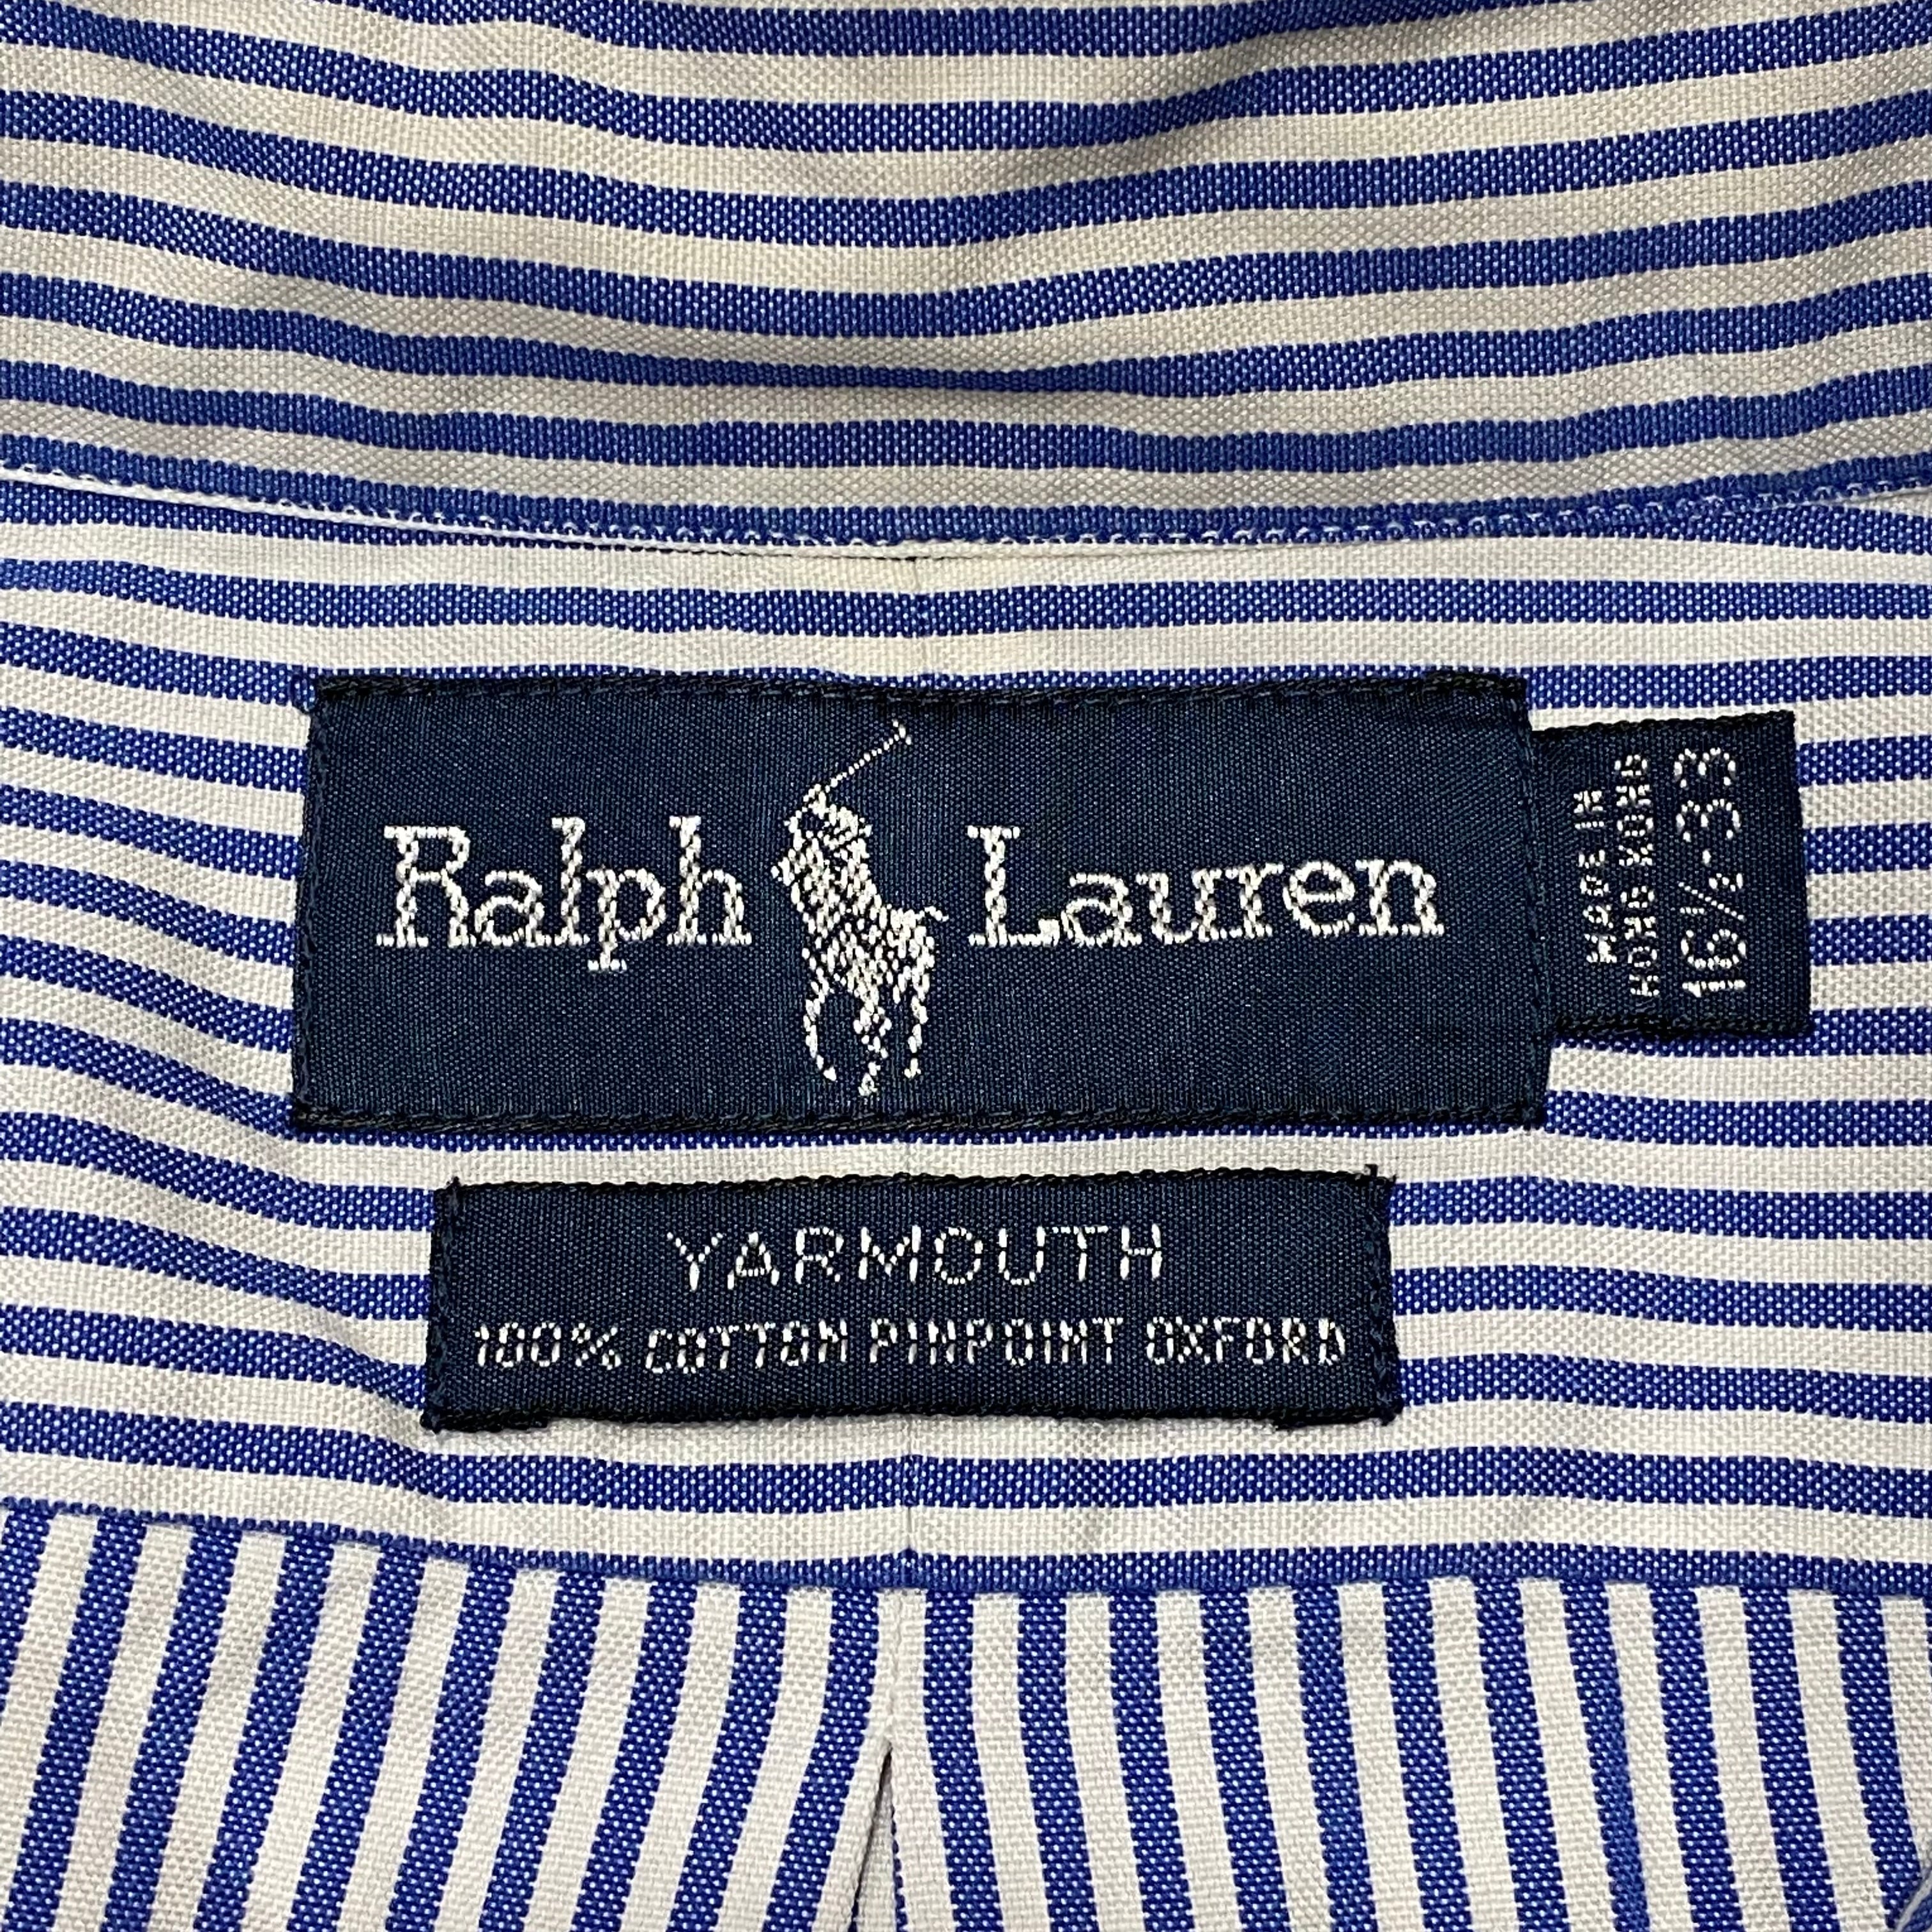 Ralph Lauren
MADE IN
HONG KONG
16½-33
YARMOUTH
100% COTTON PINPOINT OXFORD